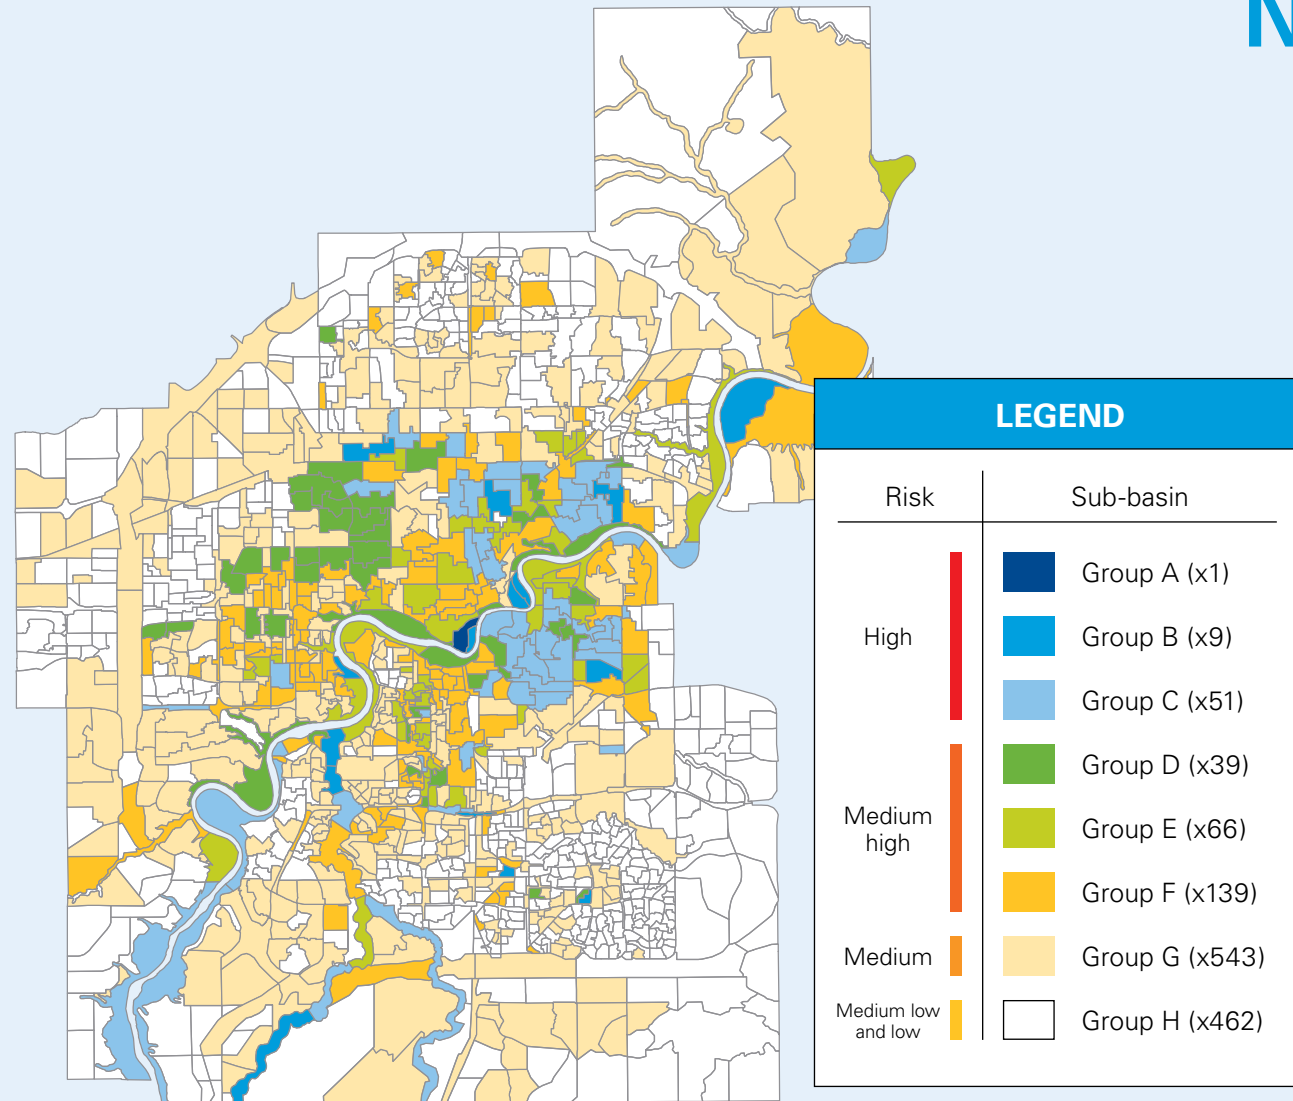 N
LEGEND
Risk Sub-basin
Group A (x1)
High Group B (x9)
Group C (x51)
Group D (x39)
Medium
high
Group E (x66)
Group F (x139)
Medium Group G (x543)
Medium low
and low
Group H (x462)